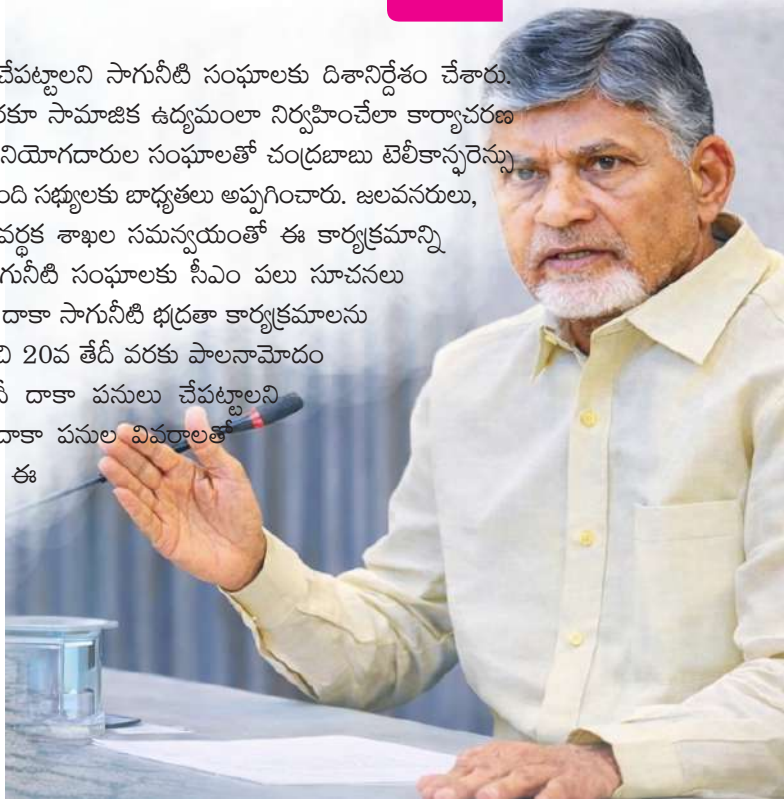 చేపట్టాలని సాగునీటి సంఘాలకు దిశానిర్దేశం చేశారు.
రకూ సామాజిక ఉద్యమంలా నిర్వహించేలా కార్యాచరణ
నియోగదారుల సంఘాలతో చంద్రబాబు టెలీకాన్ఫరెన్సు
ంది సభ్యులకు బాధ్యతలు అప్పగించారు. జలవనరులు,
వర్థక శాఖల సమన్వయంతో ఈ కార్యక్రమాన్ని
గునీటి సంఘాలకు సీఎం పలు సూచనలు
దాకా సాగునీటి భద్రతా కార్యక్రమాలను
చి 20వ తేదీ వరకు పాలనామోదం
నీ దాకా పనులు చేపట్టాలని
దాకా పనుల వివరాలతో
ఈ